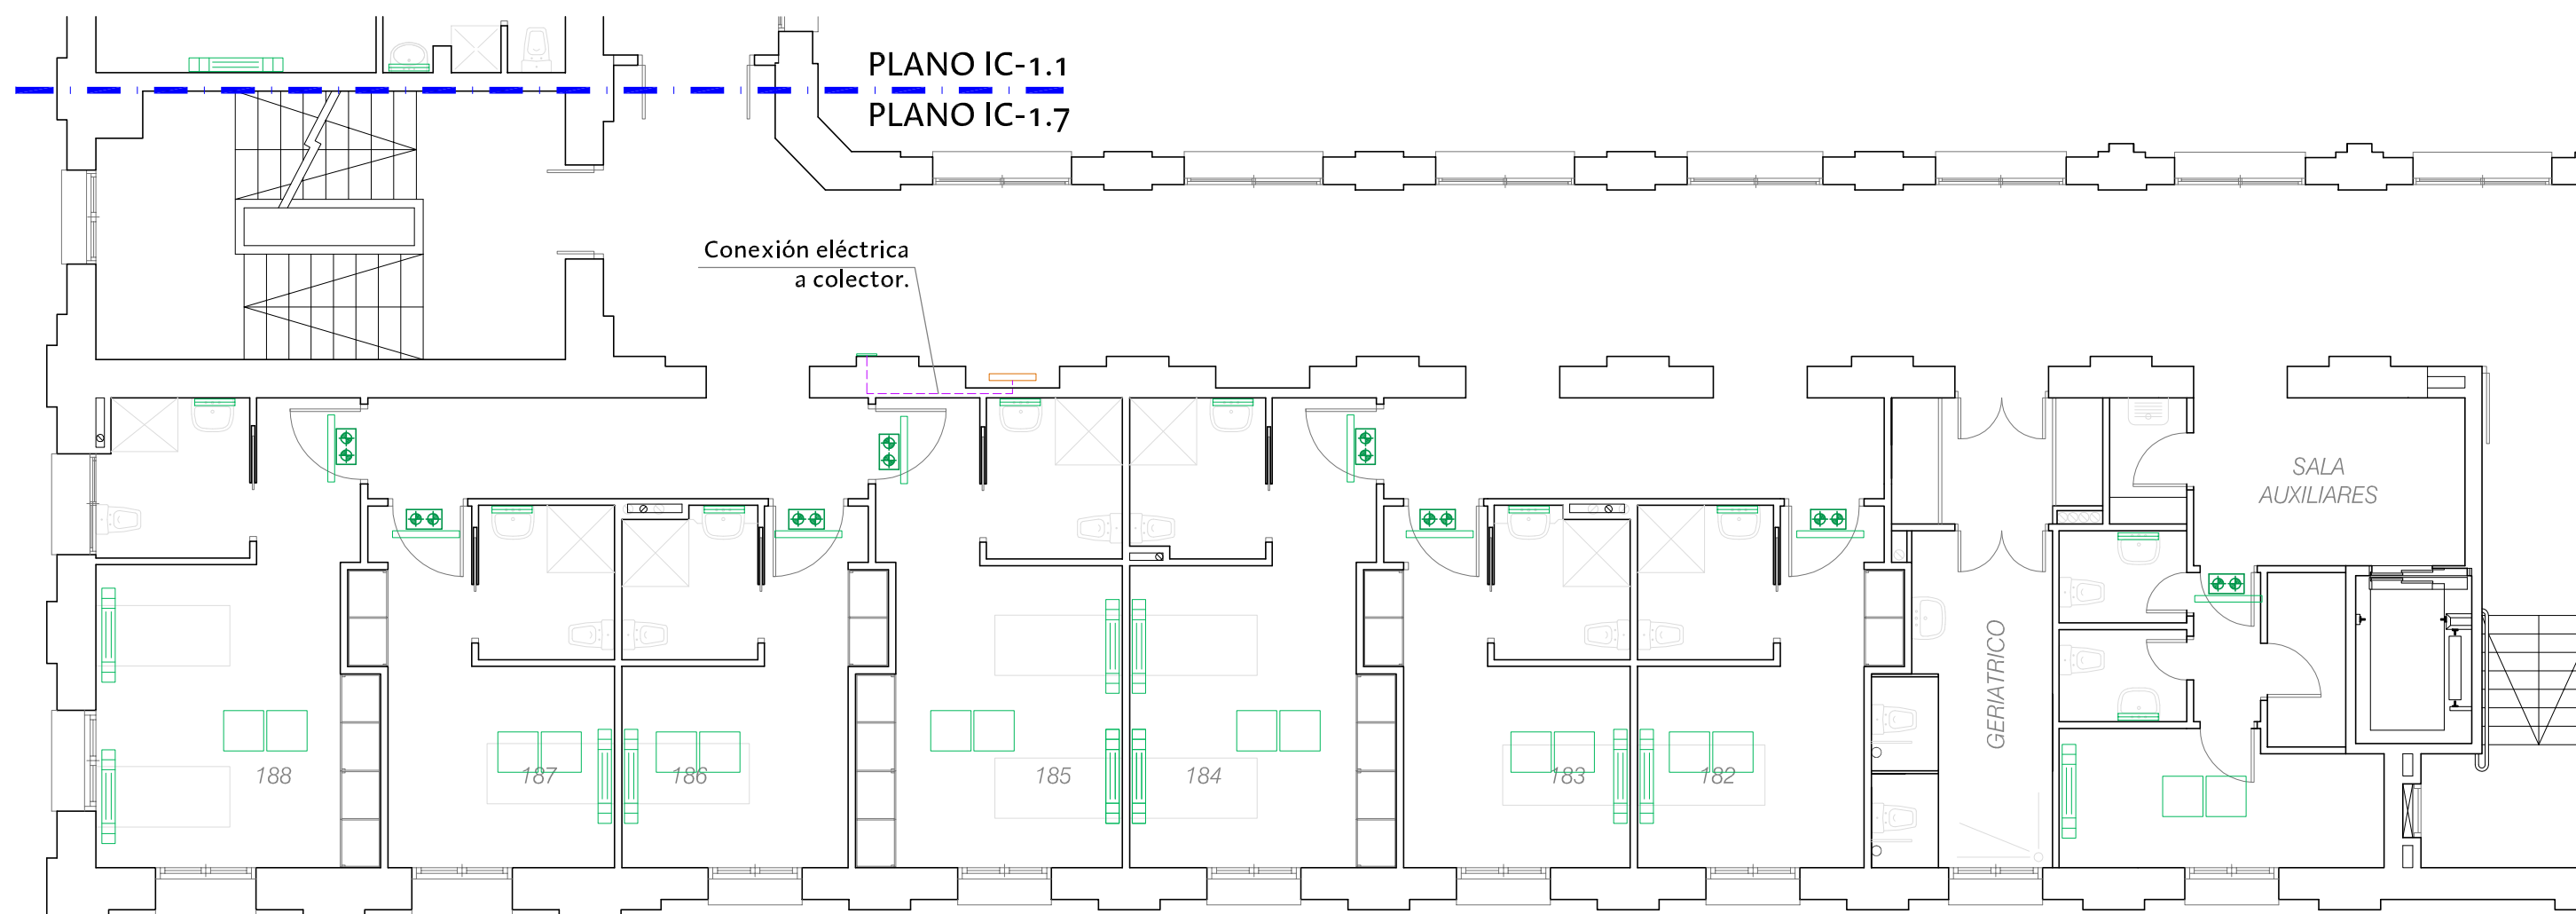 PLANO IC-1.1
PLANO IC-1.7
Conexión eléctrica
a colector.
SALA
AUXILIARES
GERIATRICO
188
187
186
185
184
183
182